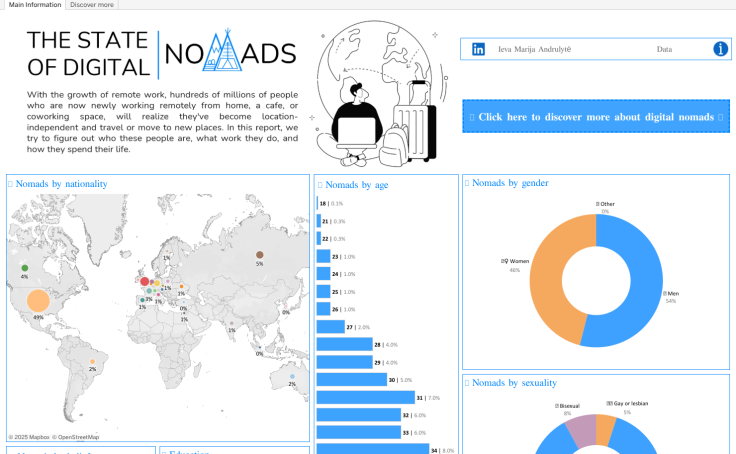 Main Information
Discover more
THE STATE
OF DIGITAL
NOMADS
With the growth of remote work, hundreds of millions of people
who are now newly working remotely from home, a cafe, or
coworking space, will realize they've become location-
independent and travel or move to new places. In this report, we
try to figure out who these people are, what work they do, and
how they spend their life.
in
Ieva Marija Andrulytė
Data
i
Click here to discover more about digital nomads
Nomads by nationality
4%
49%
2%
1%
5%
1%
1%
3%
1%
1%
0%
1%
1%
0%
0%
2%
© 2025 Mapbox © OpenStreetMap
Nomads by age
18 | 0.1%
21 | 0.3%
22 | 0.3%
23 | 1.0%
24 | 1.0%
25 | 1.0%
26 | 1.0%
27 | 2.0%
28 | 4.0%
29 | 4.0%
30 | 5.0%
31 | 7.0%
32 | 6.0%
33 | 6.0%
34 | 8.0%
Nomads by gender
Other
0%
Women
46%
Men
54%
Nomads by sexuality
Bisexual
8%
Gay or lesbian
5%
Education